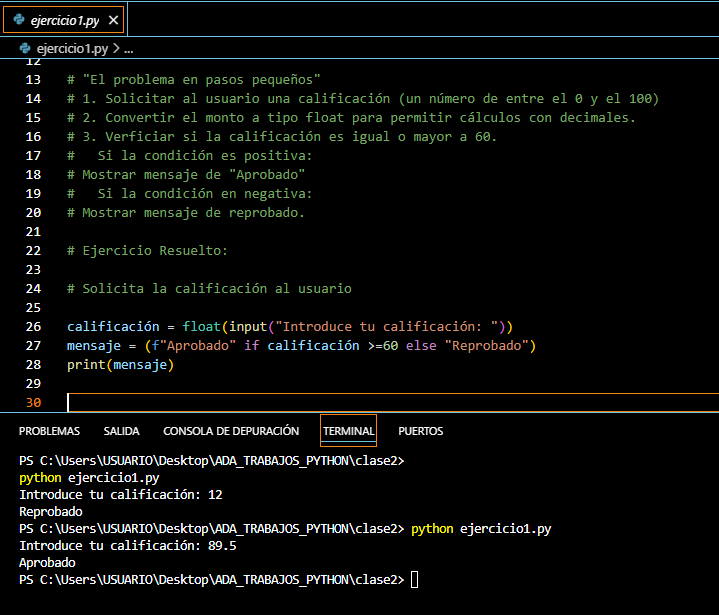 ejercicio1.py
ejercicio1.py > ...
12
13 # "El problema en pasos pequeños"
14 # 1. Solicitar al usuario una calificación (un número de entre el 0 y el 100)
15 # 2. Convertir el monto a tipo float para permitir cálculos con decimales.
16 # 3. Verficiar si la calificación es igual o mayor a 60.
17 #   Si la condición es positiva:
18 # Mostrar mensaje de "Aprobado"
19 #   Si la condición en negativa:
20 # Mostrar mensaje de reprobado.
21
22 # Ejercicio Resuelto:
23
24 # Solicita la calificación al usuario
25
26 calificación = float(input("Introduce tu calificación: "))
27 mensaje = (f"Aprobado" if calificación >=60 else "Reprobado")
28 print(mensaje)
29
30
PROBLEMAS SALIDA CONSOLA DE DEPURACIÓN TERMINAL PUERTOS
PS C:\Users\USUARIO\Desktop\ADA_TRABAJOS_PYTHON\clase2>
python ejercicio1.py
Introduce tu calificación: 12
Reprobado
PS C:\Users\USUARIO\Desktop\ADA_TRABAJOS_PYTHON\clase2> python ejercicio1.py
Introduce tu calificación: 89.5
Aprobado
PS C:\Users\USUARIO\Desktop\ADA_TRABAJOS_PYTHON\clase2>